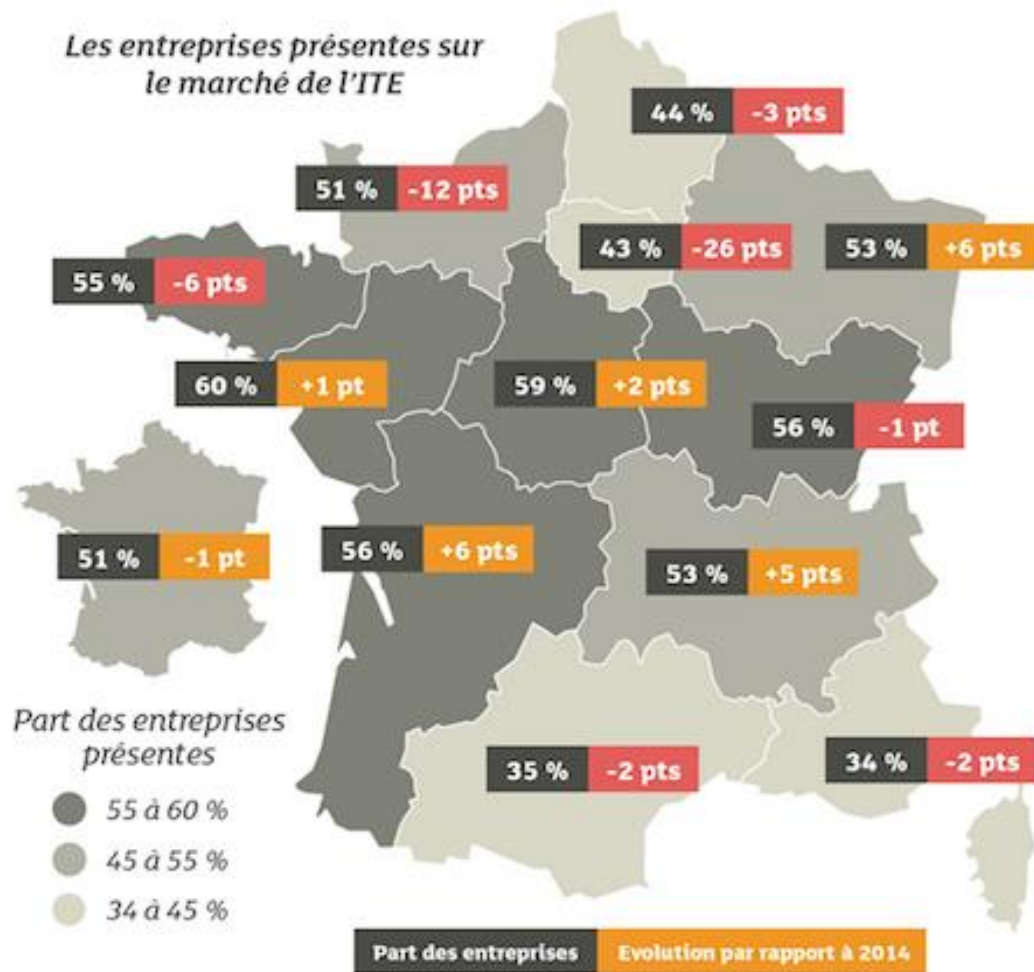 Les entreprises présentes sur
le marché de l'ITE
44 % -3 pts
51 % -12 pts
43 % -26 pts
53 % +6 pts
55 % -6 pts
60 % +1 pt
59 % +2 pts
56 % -1 pt
51 % -1 pt
56 % +6 pts
53 % +5 pts
35 % -2 pts
34 % -2 pts
Part des entreprises
présentes
55 à 60 %
45 à 55 %
34 à 45 %
Part des entreprises Evolution par rapport à 2014